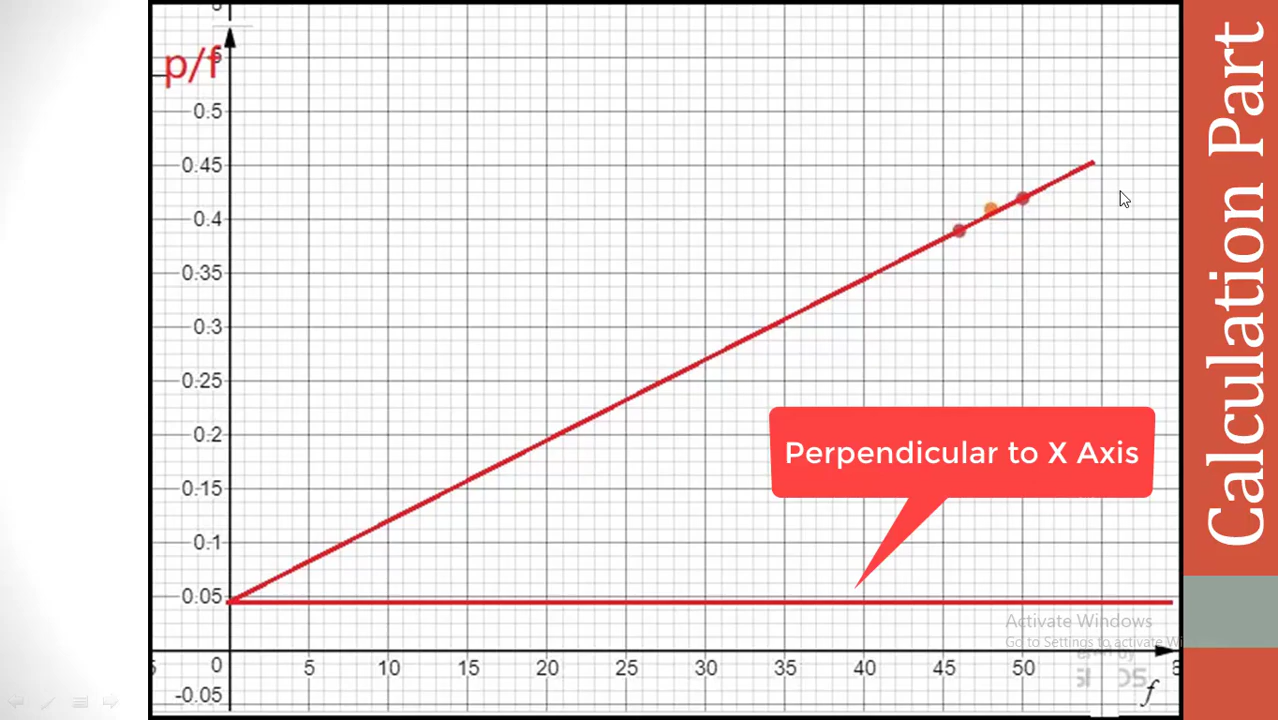 p/f
0.5
0.45
0.4
0.35
0.3
0.25
0.2
0.15
0.1
0.05
0
-0.05
5 10 15 20 25 30 35 40 45 50
f
Perpendicular to X Axis
Activate Windows
Go to Settings to activate Wi
Calculation Part